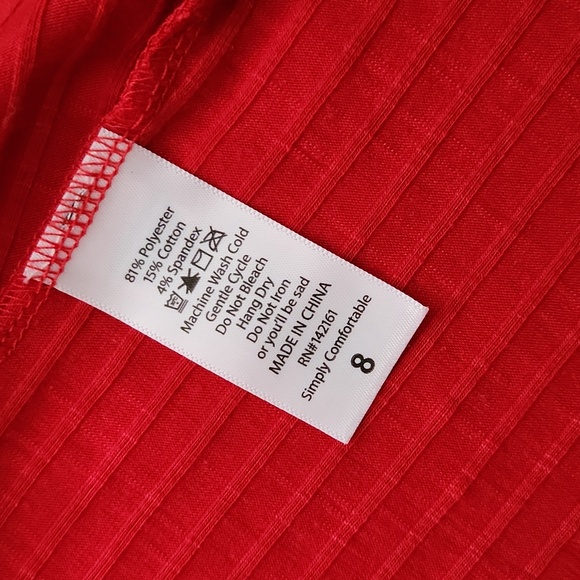 81% Polyester
15% Cotton
4% Spandex
Machine Wash Cold
Gentle Cycle
Do Not Bleach
Hang Dry
Do Not Iron
or you'll be sad
MADE IN CHINA
RN#142161
Simply Comfortable
8